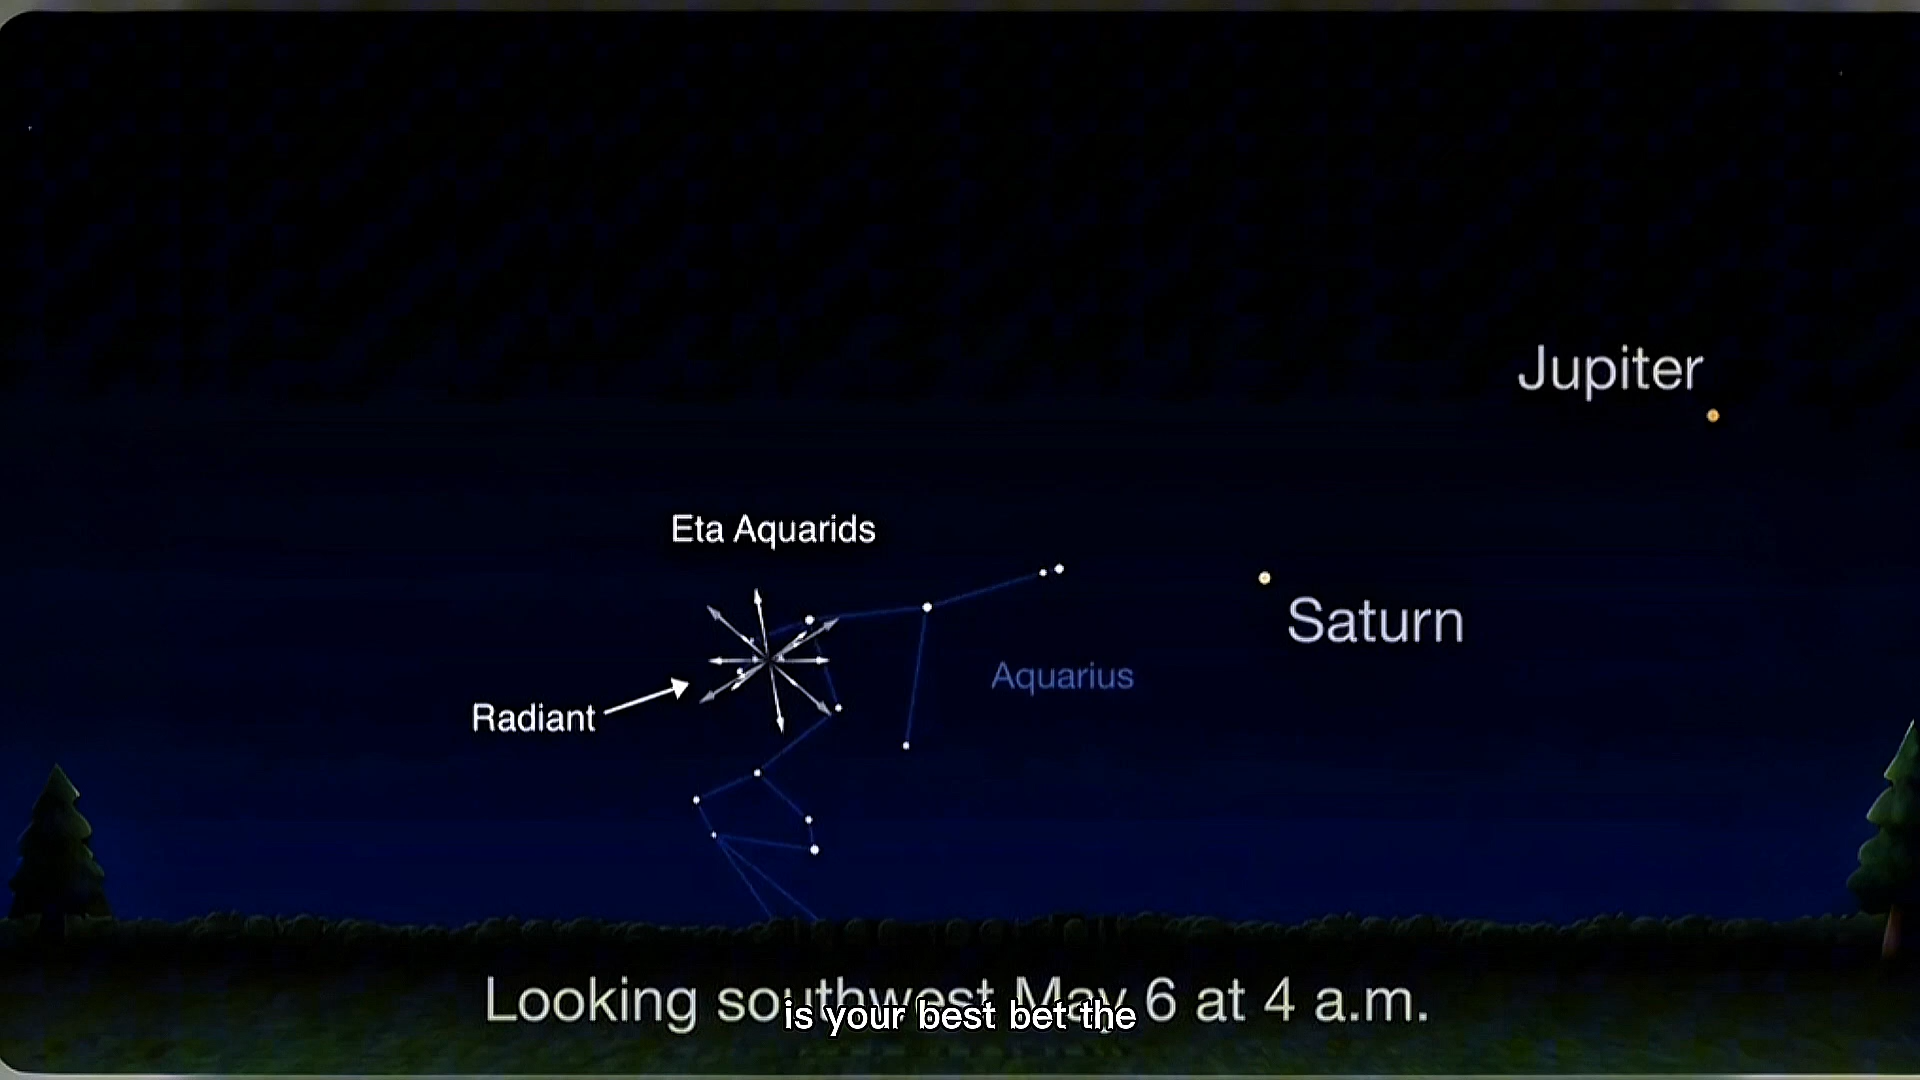 Jupiter
Eta Aquarids
Saturn
Aquarius
Radiant
Looking southwest May 6 at 4 a.m.
is your best bet the